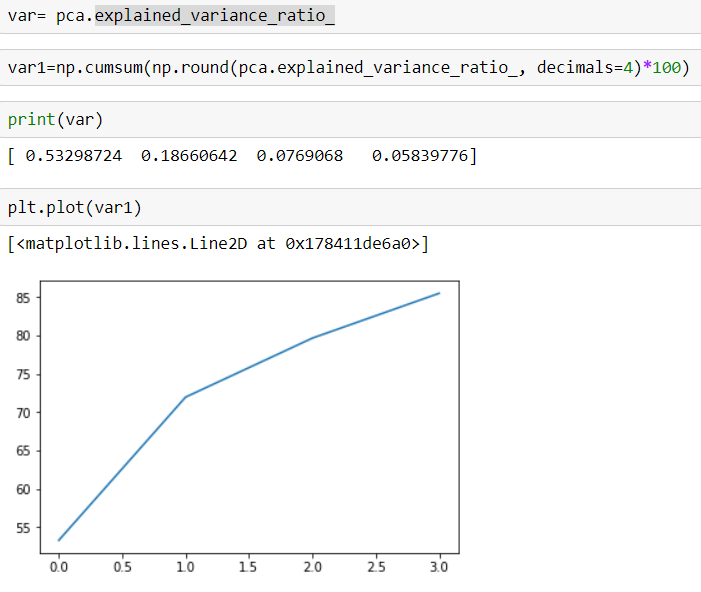 var= pca.explained_variance_ratio_
var1=np.cumsum(np.round(pca.explained_variance_ratio_, decimals=4)*100)
print(var)
[ 0.53298724  0.18660642  0.0769068   0.05839776]
plt.plot(var1)
[<matplotlib.lines.Line2D at 0x178411de6a0>]
85
80
75
70
65
60
55
0.0 0.5 1.0 1.5 2.0 2.5 3.0